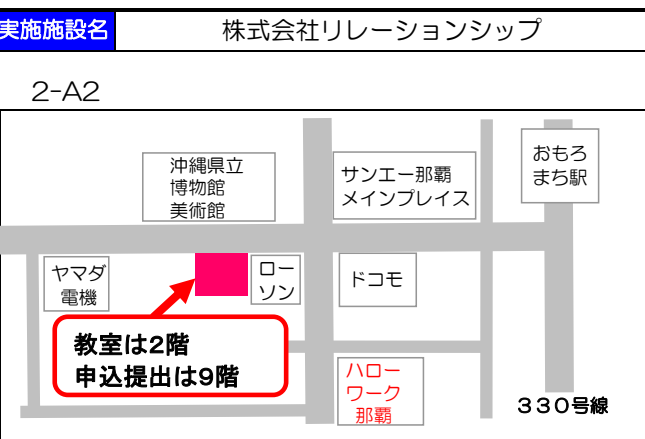 実施施設名
株式会社リレーションシップ
2-A2
沖縄県立
博物館
美術館
サンエー那覇
メインプレイス
おもろ
まち駅
ヤマダ
電機
ロー
ソン
ドコモ
教室は2階
申込提出は9階
ハロー
ワーク
那覇
330号線